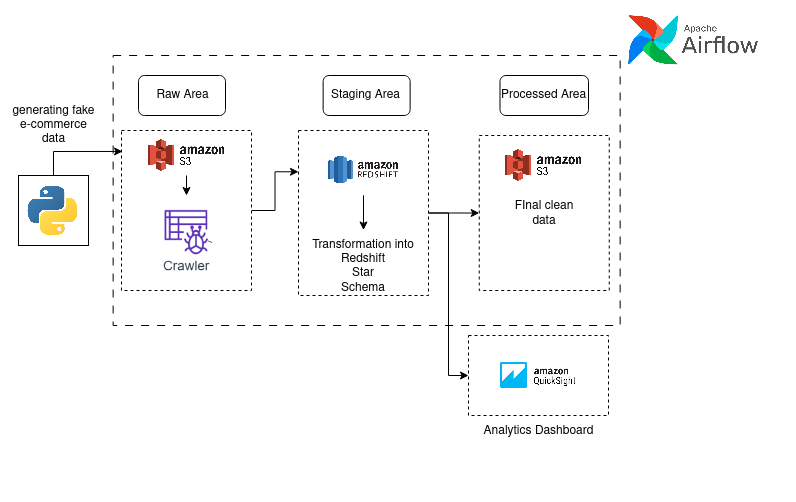 Apache
Airflow
Raw Area
Staging Area
Processed Area
generating fake
e-commerce
data
amazon
S3
Crawler
amazon
REDSHIFT
Transformation into
Redshift
Star
Schema
amazon
S3
FInal clean
data
amazon
QuickSight
Analytics Dashboard